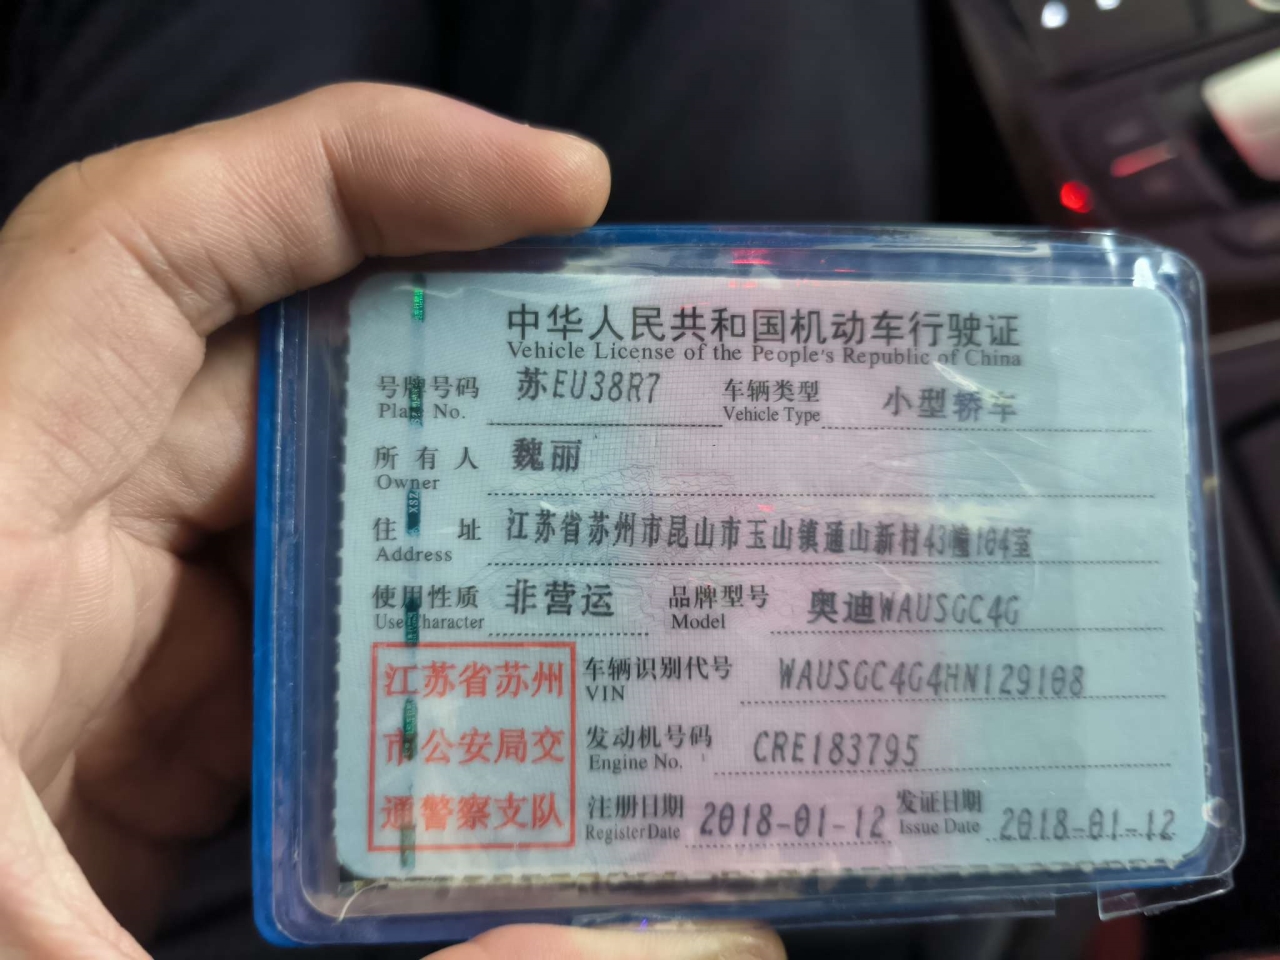 中华人民共和国机动车行驶证
Vehicle License of the People's Republic of China
号牌号码 苏EU38R7 车辆类型 小型轿车
Plate No. Vehicle Type
所有人 魏丽
Owner
住址 江苏省苏州市昆山市玉山镇通山新村43幢104室
Address
使用性质 非营运 品牌型号 奥迪WAUSGC4G
Use Character Model
江苏省苏州 车辆识别代号 WAUSGC4G4HN129108
VIN
市公安局交 发动机号码 CRE183795
Engine No.
通警察支队 注册日期 2018-01-12 发证日期 2018-01-12
Register Date Issue Date